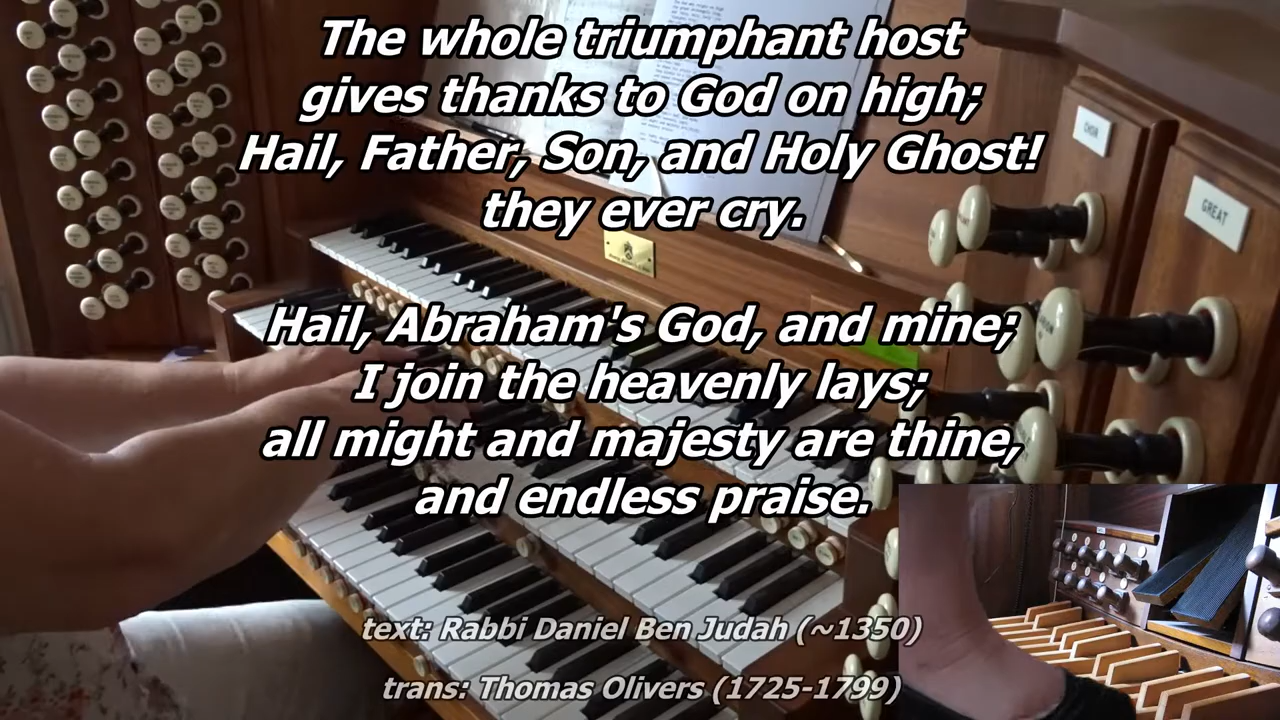 The whole triumphant host
gives thanks to God on high;
Hail, Father, Son, and Holy Ghost!
they ever cry.
Hail, Abraham's God, and mine;
I join the heavenly lays;
all might and majesty are thine,
and endless praise.
text: Rabbi Daniel Ben Judah (~1350)
trans: Thomas Olivers (1725-1799)
CHOIR
GREAT